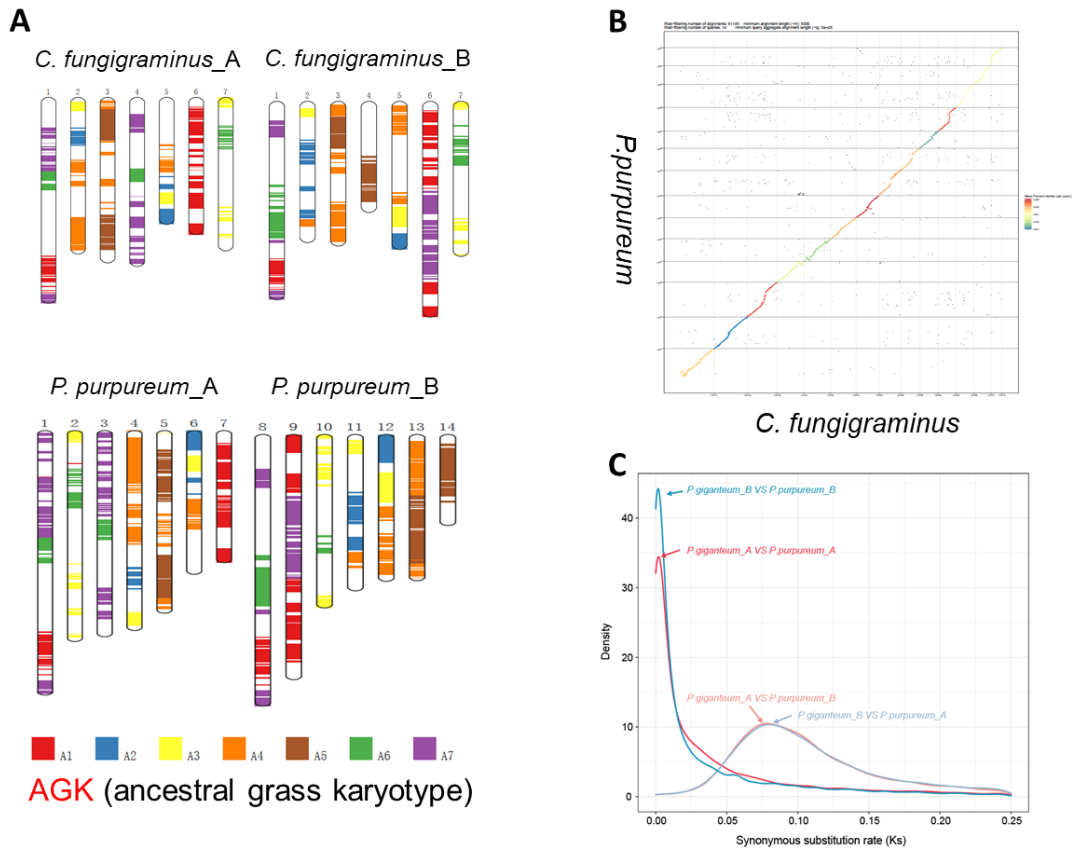 A
C. fungigraminus_A
C. fungigraminus_B
1 2 3 4 5 6 7
1 2 3 4 5 6 7
P. purpureum_A
P. purpureum_B
1 2 3 4 5 6 7
8 9 10 11 12 13 14
A1 A2 A3 A4 A5 A6 A7
AGK (ancestral grass karyotype)
B
P.purpureum
C. fungigraminus
C
P.giganteum_B VS P.purpureum_B
P.giganteum_A VS P.purpureum_A
P.giganteum_A VS P.purpureum_B
P.giganteum_B VS P.purpureum_A
Density
40
30
20
10
0
0.00 0.05 0.10 0.15 0.20 0.25
Synonymous substitution rate (Ks)